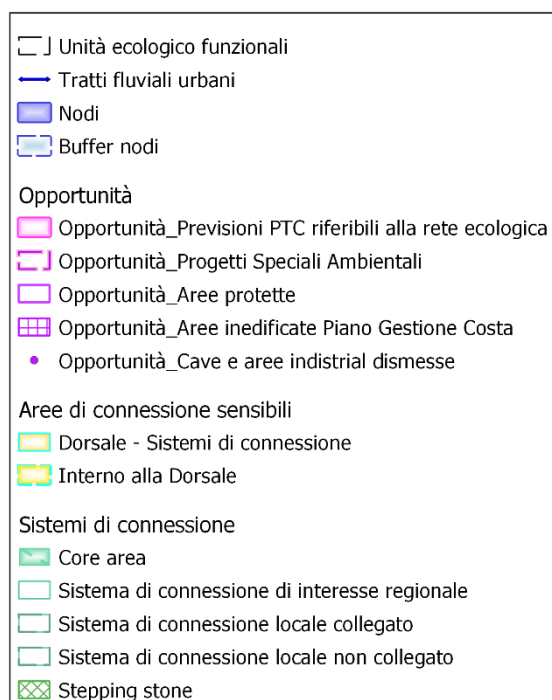 Unità ecologico funzionali
Tratti fluviali urbani
Nodi
Buffer nodi
Opportunità
Opportunità_Previsioni PTC riferibili alla rete ecologica
Opportunità_Progetti Speciali Ambientali
Opportunità_Aree protette
Opportunità_Aree inedificate Piano Gestione Costa
Opportunità_Cave e aree indistrial dismesse
Aree di connessione sensibili
Dorsale - Sistemi di connessione
Interno alla Dorsale
Sistemi di connessione
Core area
Sistema di connessione di interesse regionale
Sistema di connessione locale collegato
Sistema di connessione locale non collegato
Stepping stone